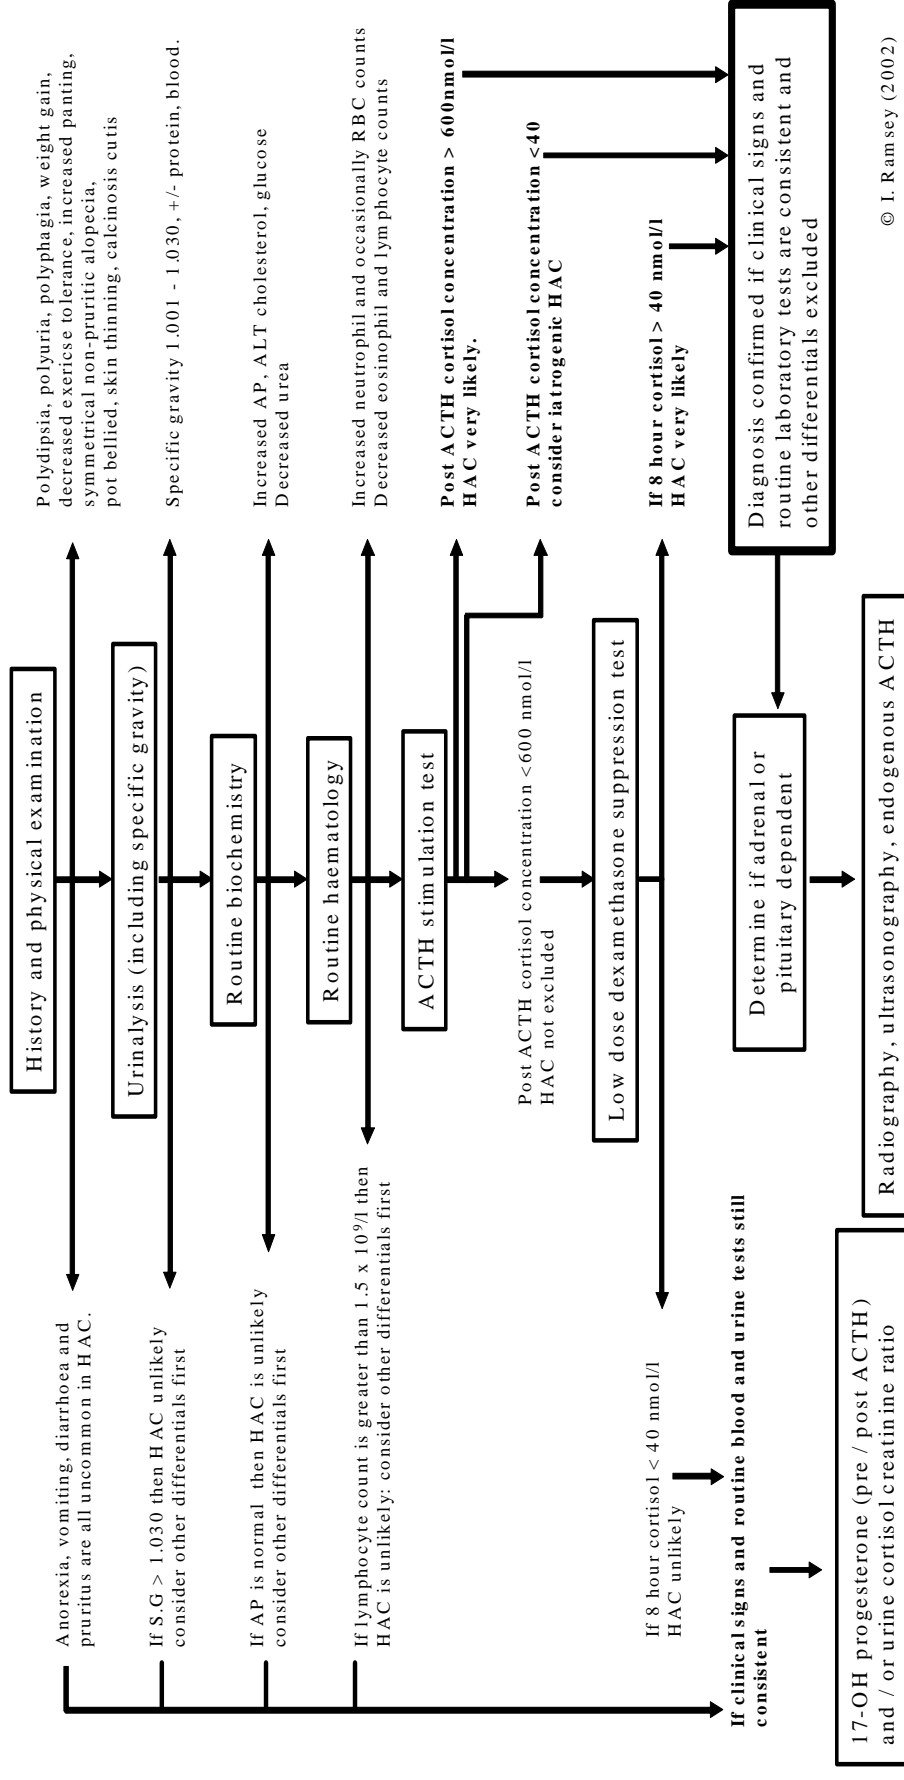 History and physical examination
Polydipsia, polyuria, polyphagia, weight gain,
decreased exericse tolerance, increased panting,
symmetrical non-pruritic alopecia,
pot bellied, skin thinning, calcinosis cutis
Anorexia, vomiting, diarrhoea and
pruritus are all uncommon in HAC.
Urinalysis (including specific gravity)
Specific gravity 1.001 - 1.030, +/- protein, blood.
If S.G > 1.030 then HAC unlikely
consider other differentials first
Routine biochemistry
Increased AP, ALT cholesterol, glucose
Decreased urea
If AP is normal then HAC is unlikely
consider other differentials first
Routine haematology
Increased neutrophil and occasionally RBC counts
Decreased eosinophil and lymphocyte counts
If lymphocyte count is greater than 1.5 x 10⁹/l then
HAC is unlikely: consider other differentials first
ACTH stimulation test
Post ACTH cortisol concentration > 600nmol/l
HAC very likely.
Post ACTH cortisol concentration <40
consider iatrogenic HAC
Post ACTH cortisol concentration <600 nmol/l
HAC not excluded
Low dose dexamethasone suppression test
If 8 hour cortisol > 40 nmol/l
HAC very likely
If 8 hour cortisol < 40 nmol/l
HAC unlikely
If clinical signs and routine blood and urine tests still
consistent
Diagnosis confirmed if clinical signs and
routine laboratory tests are consistent and
other differentials excluded
Determine if adrenal or
pituitary dependent
17-OH progesterone (pre / post ACTH)
and / or urine cortisol creatinine ratio
Radiography, ultrasonography, endogenous ACTH
© I. Ramsey (2002)